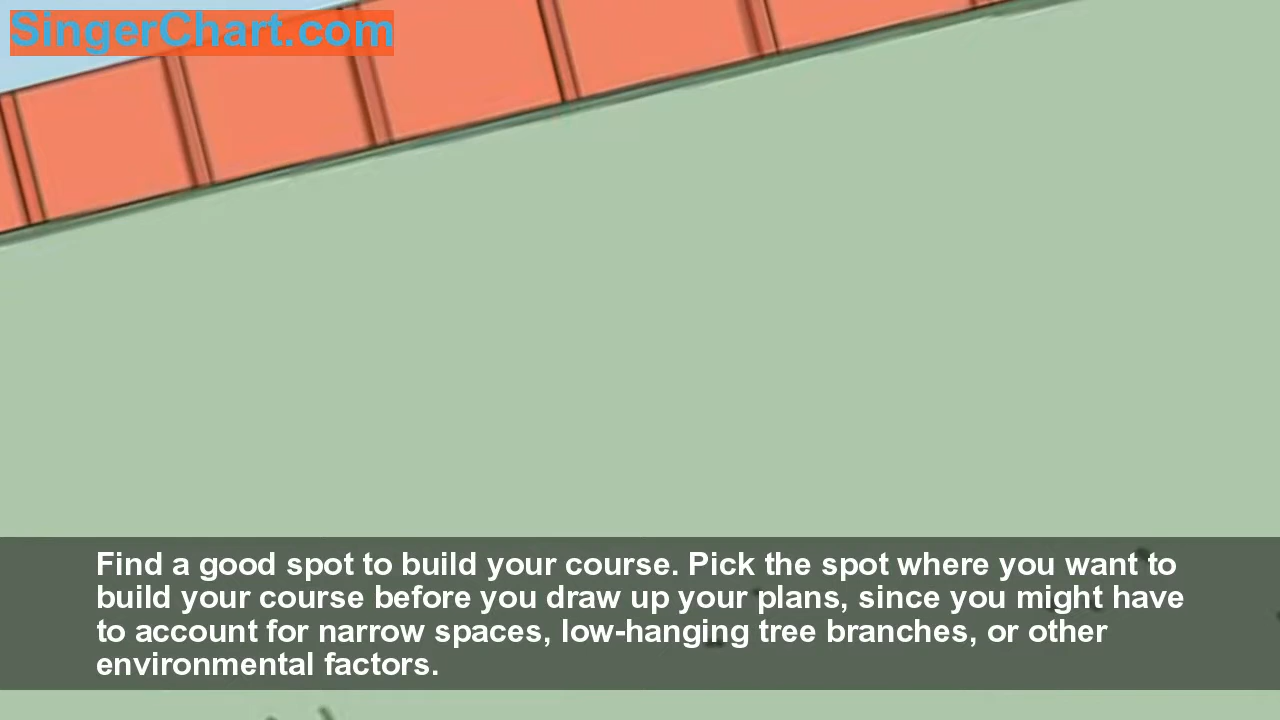 SingerChart.com
Find a good spot to build your course. Pick the spot where you want to
build your course before you draw up your plans, since you might have
to account for narrow spaces, low-hanging tree branches, or other
environmental factors.